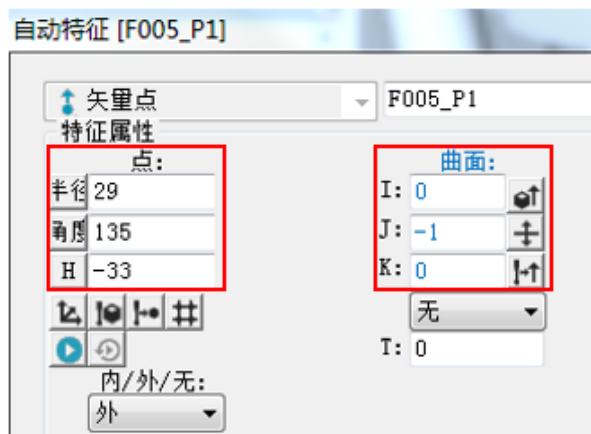 自动特征 [F005_P1]
矢量点 F005_P1
特征属性
点: 曲面:
半径 29 I: 0
角度 135 J: -1
H -33 K: 0
无
T: 0
内/外/无:
外